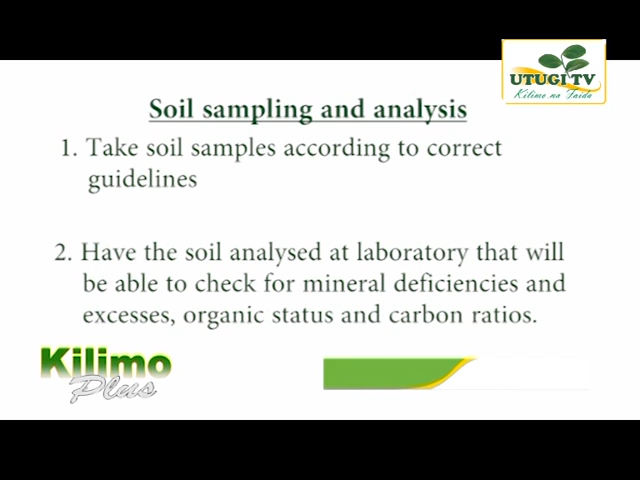 UTUGI TV
Kilimo na Faida
Soil sampling and analysis
1. Take soil samples according to correct
guidelines
2. Have the soil analysed at laboratory that will
be able to check for mineral deficiencies and
excesses, organic status and carbon ratios.
Kilimo
Plus